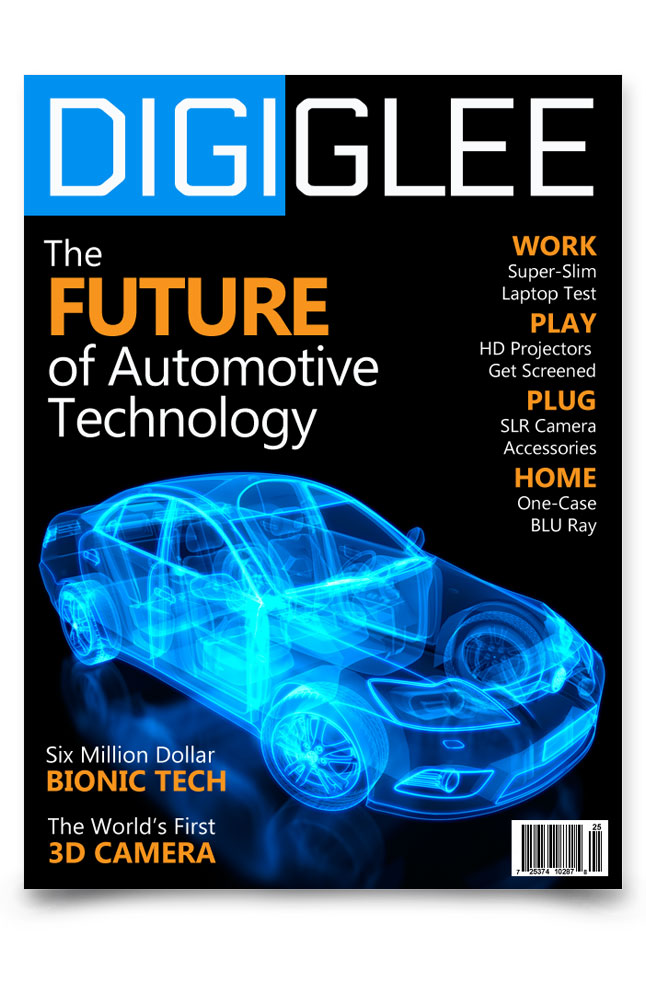 DIGIGLEE
The
FUTURE
of Automotive
Technology
WORK
Super-Slim
Laptop Test
PLAY
HD Projectors
Get Screened
PLUG
SLR Camera
Accessories
HOME
One-Case
BLU Ray
Six Million Dollar
BIONIC TECH
The World's First
3D CAMERA
25
7 25374 10287 8